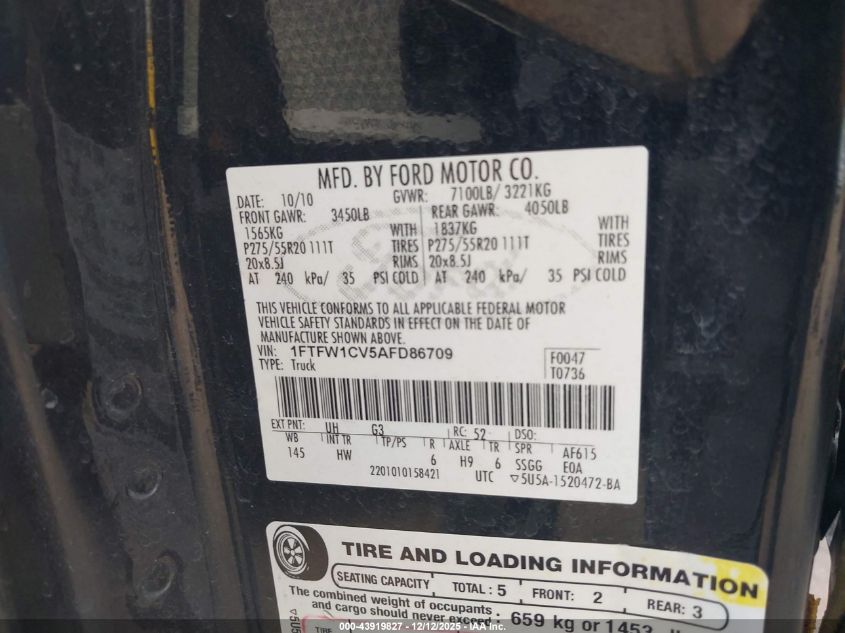 MFD. BY FORD MOTOR CO.
DATE: 10/10 GVWR: 7100LB/ 3221KG
FRONT GAWR: 3450LB REAR GAWR: 4050LB
1565KG WITH 1837KG WITH
P275/55R20 111T TIRES P275/55R20 111T TIRES
20x8.5J RIMS 20x8.5J RIMS
AT 240 kPa/ 35 PSI COLD AT 240 kPa/ 35 PSI COLD
THIS VEHICLE CONFORMS TO ALL APPLICABLE FEDERAL MOTOR
VEHICLE SAFETY STANDARDS IN EFFECT ON THE DATE OF
MANUFACTURE SHOWN ABOVE.
VIN: 1FTFW1CV5AFD86709 F0047
TYPE: Truck T0736
EXT PNT: UH G3 RC: 52 DSO:
WB INT TR TP/PS R AXLE TR SPR AF615
145 HW 6 H9 6 SSGG E0A
2201010158421 UTC ▽5U5A-1520472-BA
TIRE AND LOADING INFORMATION
SEATING CAPACITY TOTAL : 5 FRONT: 2 REAR: 3
The combined weight of occupants
and cargo should never exceed 659 kg or 1453
00-43919827 - 12/12/2025 -